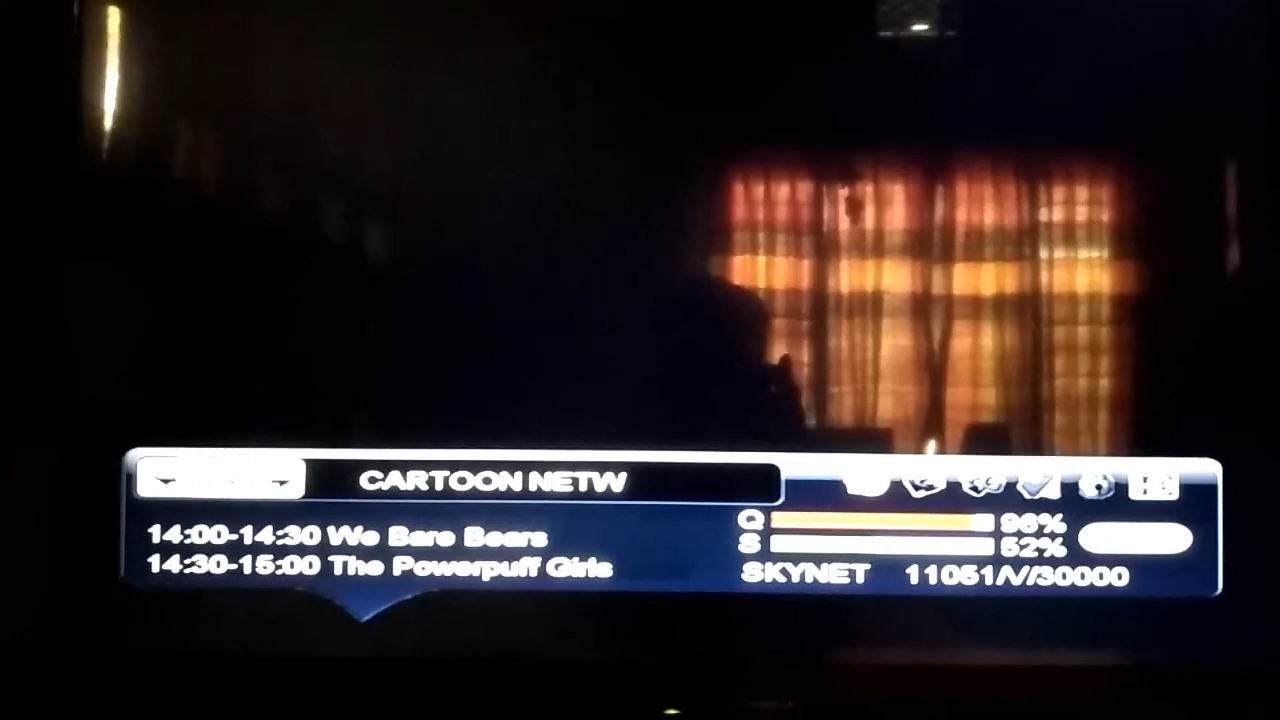 CARTOON NETW
14:00-14:30 We Bare Bears
14:30-15:00 The Powerpuff Girls
Q 96%
S 52%
SKYNET 11051/V/30000